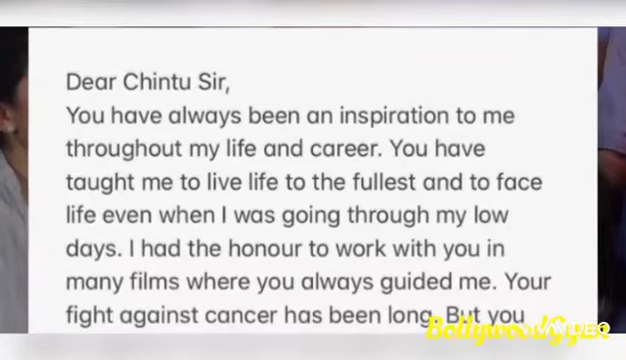 Dear Chintu Sir,
You have always been an inspiration to me
throughout my life and career. You have
taught me to live life to the fullest and to face
life even when I was going through my low
days. I had the honour to work with you in
many films where you always guided me. Your
fight against cancer has been long. But you